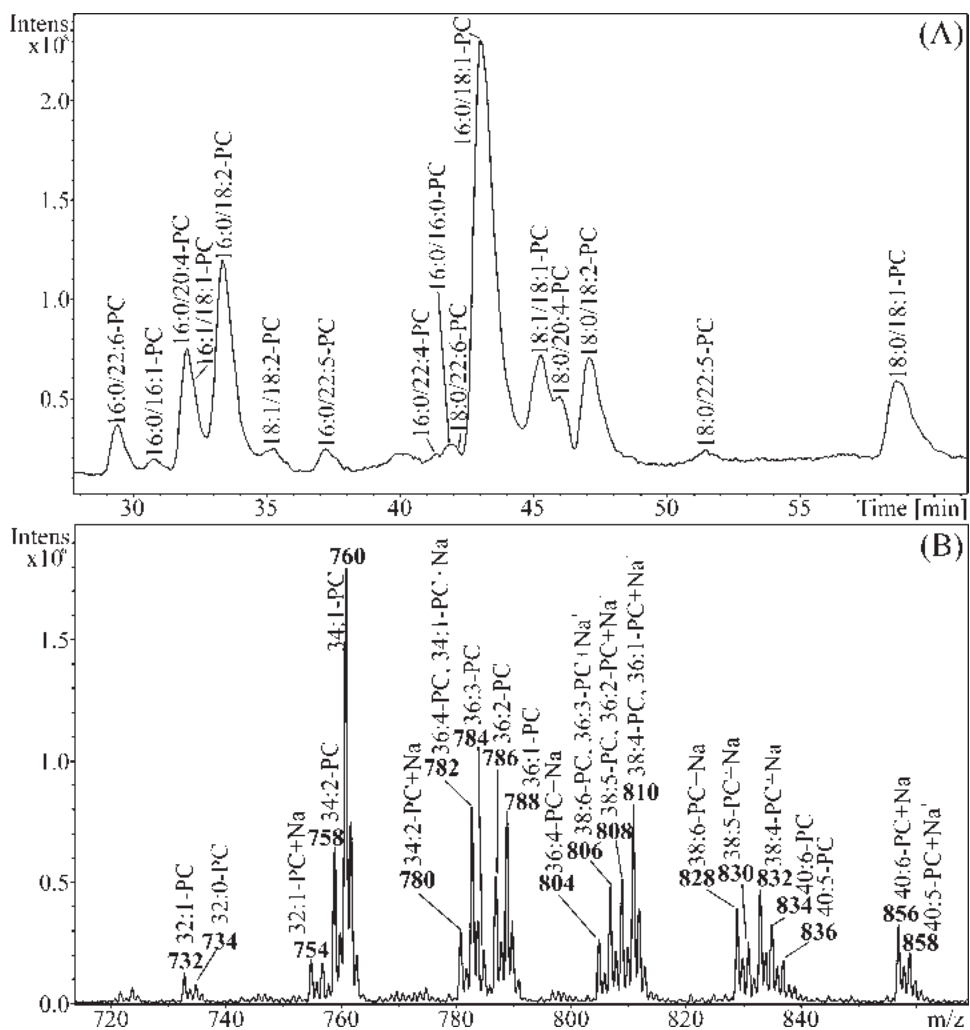 Intens.
x10⁸
(A)
2.0
1.5
1.0
0.5
16:0/22:6-PC
16:0/16:1-PC
16:0/20:4-PC
16:1/18:1-PC
16:0/18:2-PC
18:1/18:2-PC
16:0/22:5-PC
16:0/22:4-PC
16:0/16:0-PC
18:0/22:6-PC
16:0/18:1-PC
18:1/18:1-PC
18:0/20:4-PC
18:0/18:2-PC
18:0/22:5-PC
18:0/18:1-PC
30 35 40 45 50 55 Time [min]
Intens.
x10⁶
(B)
1.5
1.0
0.5
0.0
32:1-PC
732
32:0-PC
734
32:1-PC+Na
754
34:2-PC
758
34:1-PC
760
34:2-PC+Na
780
36:4-PC, 34:1-PC+Na
782
36:3-PC
784
36:2-PC
786
36:1-PC
788
36:4-PC+Na
804
38:6-PC, 36:3-PC+Na
806
38:5-PC, 36:2-PC+Na
808
38:4-PC, 36:1-PC+Na
810
38:6-PC+Na
828
38:5-PC+Na
830
38:4-PC+Na
832
40:6-PC
834
40:5-PC
836
40:6-PC+Na
856
40:5-PC+Na
858
720 740 760 780 800 820 840 m/z